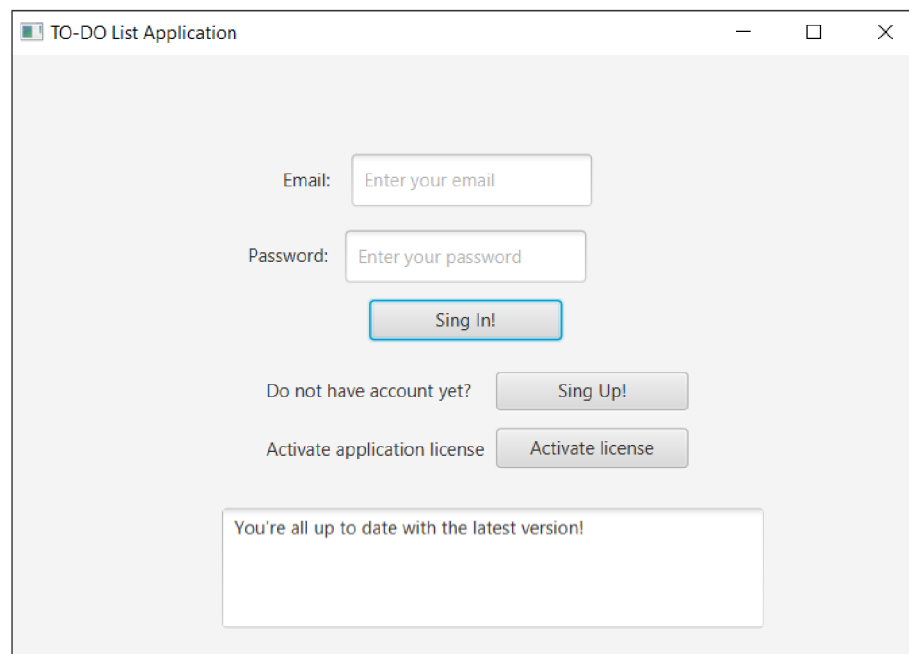 TO-DO List Application
Email: Enter your email
Password: Enter your password
Sing In!
Do not have account yet? Sing Up!
Activate application license Activate license
You're all up to date with the latest version!